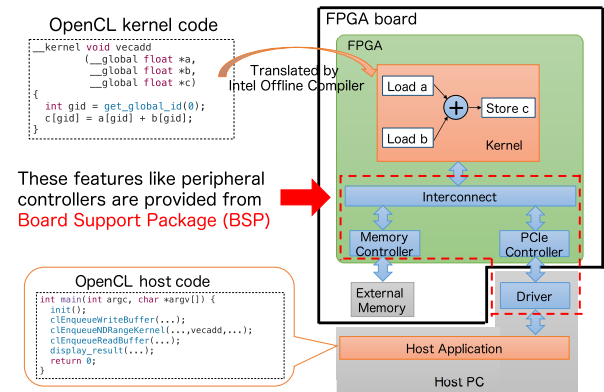 OpenCL kernel code
__kernel void vecadd
(__global float *a,
__global float *b,
__global float *c)
{
int gid = get_global_id(0);
c[gid] = a[gid] + b[gid];
}
Translated by
Intel Offline Compiler
FPGA board
FPGA
Load a
+
Store c
Load b
Kernel
These features like peripheral
controllers are provided from
Board Support Package (BSP)
Interconnect
Memory
Controller
PCIe
Controller
External
Memory
Driver
Host Application
Host PC
OpenCL host code
int main(int argc, char *argv[]) {
init();
clEnqueueWriteBuffer(...);
clEnqueueNDRangeKernel(...,vecadd,...);
clEnqueueReadBuffer(...);
display_result(...);
return 0;
}